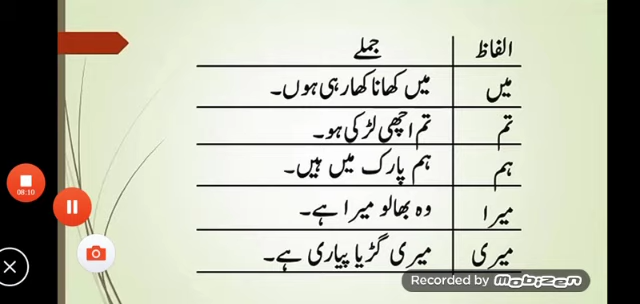 الفاظ جملے
میں میں کھانا کھا رہی ہوں۔
تم تم اچھی لڑکی ہو۔
ہم ہم پارک میں ہیں۔
میرا وہ بھالو میرا ہے۔
میری میری گڑیا پیاری ہے۔
08:10
Recorded by mobizen